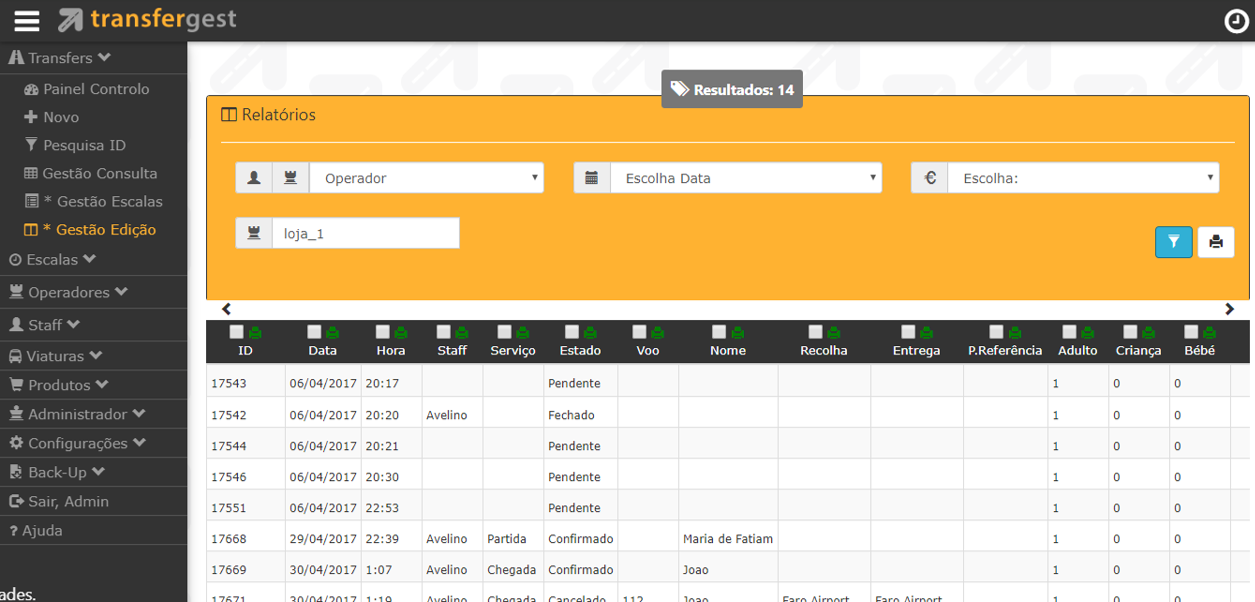 transfergest
Transfers
Painel Controlo
Novo
Pesquisa ID
Gestão Consulta
* Gestão Escalas
* Gestão Edição
Escalas
Operadores
Staff
Viaturas
Produtos
Administrador
Configurações
Back-Up
Sair, Admin
? Ajuda
ades.
Resultados: 14
Relatórios
Operador
Escolha Data
€ Escolha:
loja_1
ID Data Hora Staff Serviço Estado Voo Nome Recolha Entrega P.Referência Adulto Criança Bébé
17543 06/04/2017 20:17 Pendente 1 0 0
17542 06/04/2017 20:20 Avelino Fechado 1 0 0
17544 06/04/2017 20:21 Pendente 1 0 0
17546 06/04/2017 20:30 Pendente 1 0 0
17551 06/04/2017 22:53 Pendente 1 0 0
17668 29/04/2017 22:39 Avelino Partida Confirmado Maria de Fatiam 1 0 0
17669 30/04/2017 1:07 Avelino Chegada Confirmado Joao 1 0 0
17671 30/04/2017 1:19 Avelino Chegada Cancelado 112 Joao Faro Airport Faro Airport 1 0 0